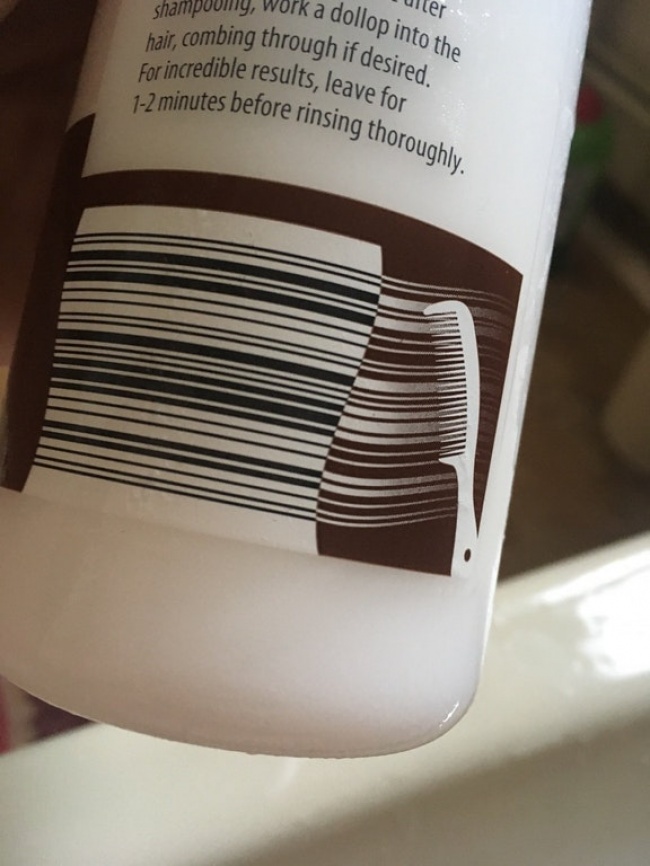 after
shampooing, work a dollop into the
hair, combing through if desired.
For incredible results, leave for
1-2 minutes before rinsing thoroughly.